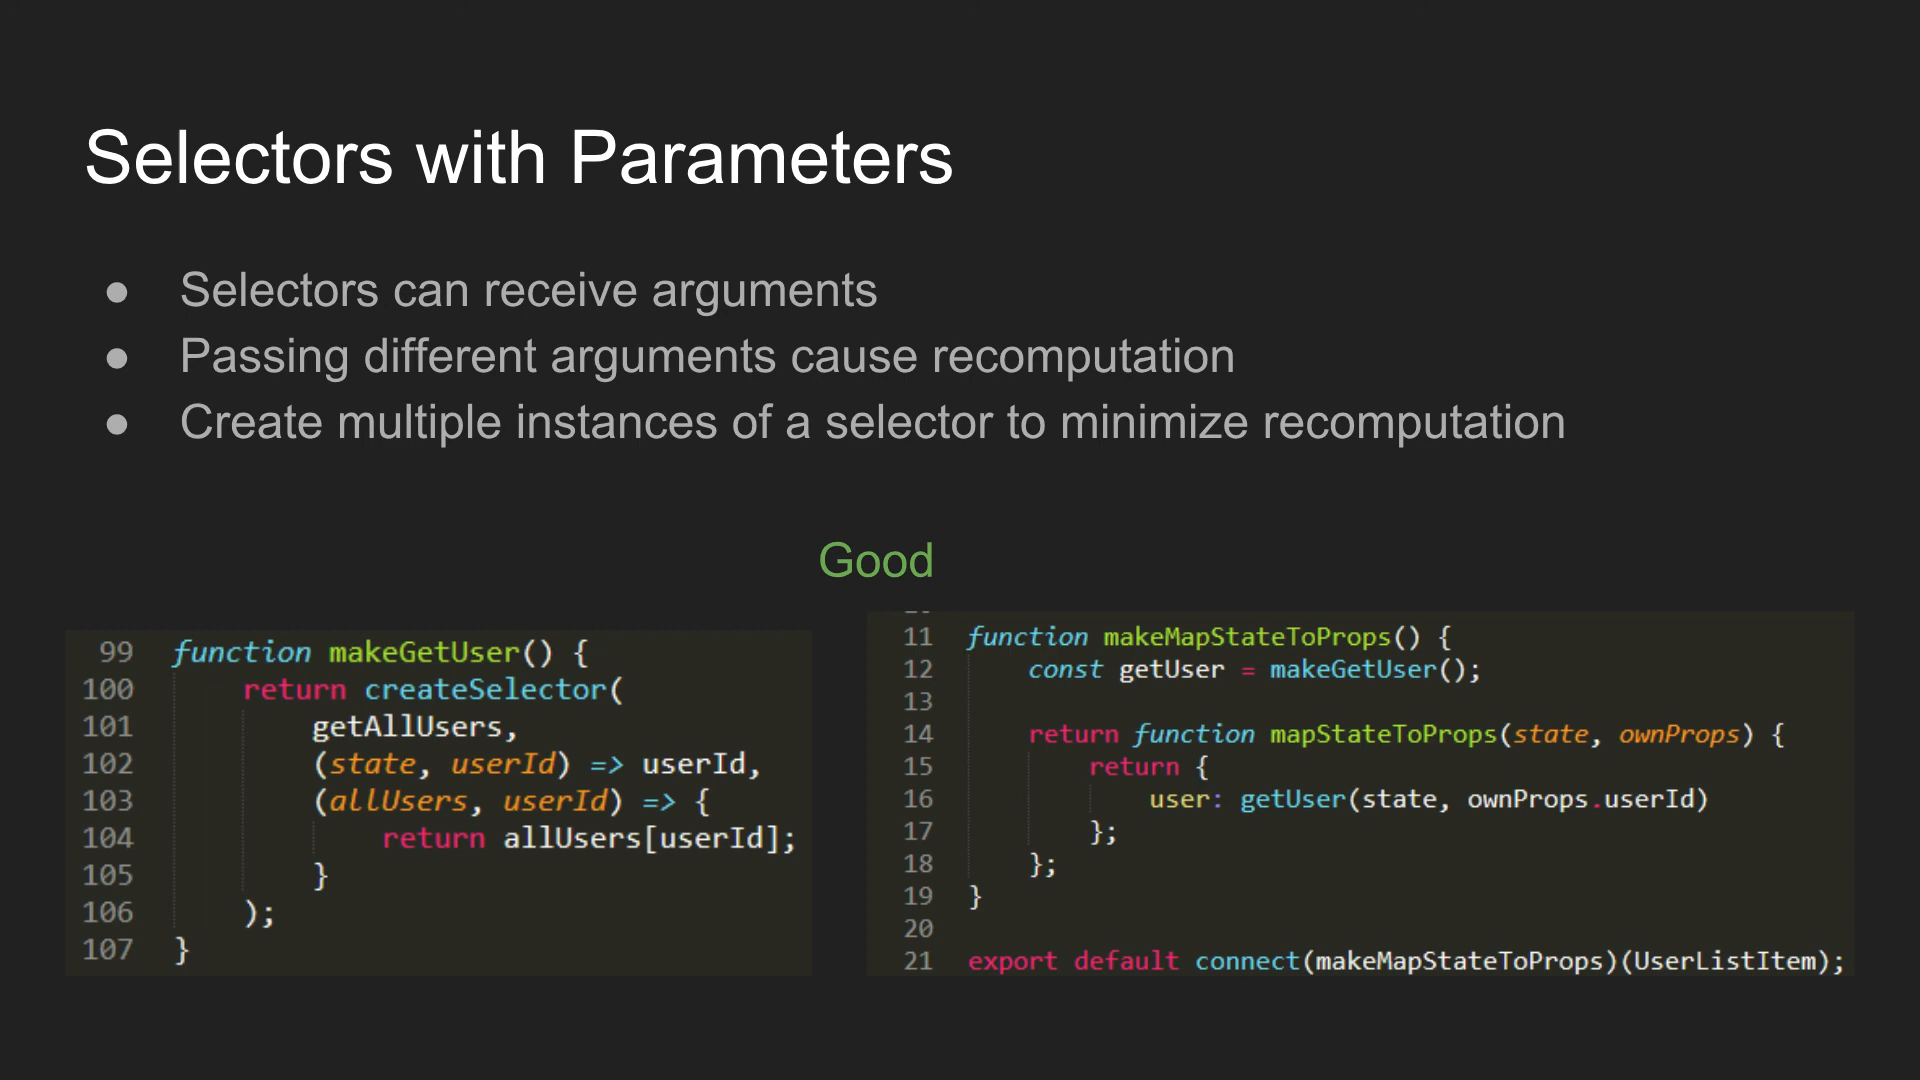 Selectors with Parameters
● Selectors can receive arguments
● Passing different arguments cause recomputation
● Create multiple instances of a selector to minimize recomputation
Good
99 function makeGetUser() {
100 return createSelector(
101 getAllUsers,
102 (state, userId) => userId,
103 (allUsers, userId) => {
104 return allUsers[userId];
105 }
106 );
107 }
11 function makeMapStateToProps() {
12 const getUser = makeGetUser();
13
14 return function mapStateToProps(state, ownProps) {
15 return {
16 user: getUser(state, ownProps.userId)
17 };
18 };
19 }
20
21 export default connect(makeMapStateToProps)(UserListItem);